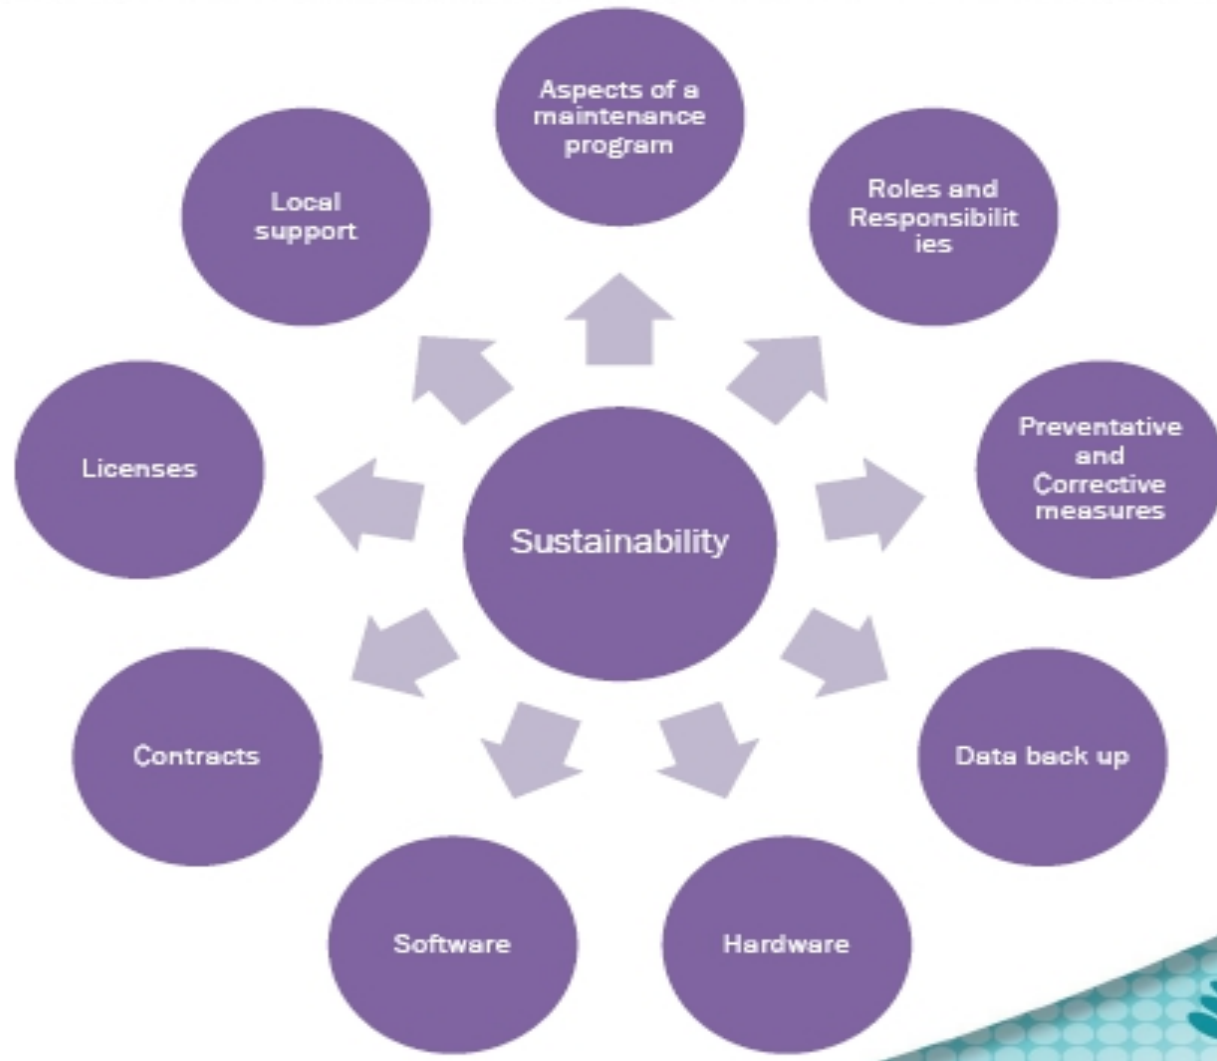 Aspects of a
maintenance
program
Roles and
Responsibilit
ies
Preventative
and
Corrective
measures
Data back up
Hardware
Software
Contracts
Licenses
Local
support
Sustainability